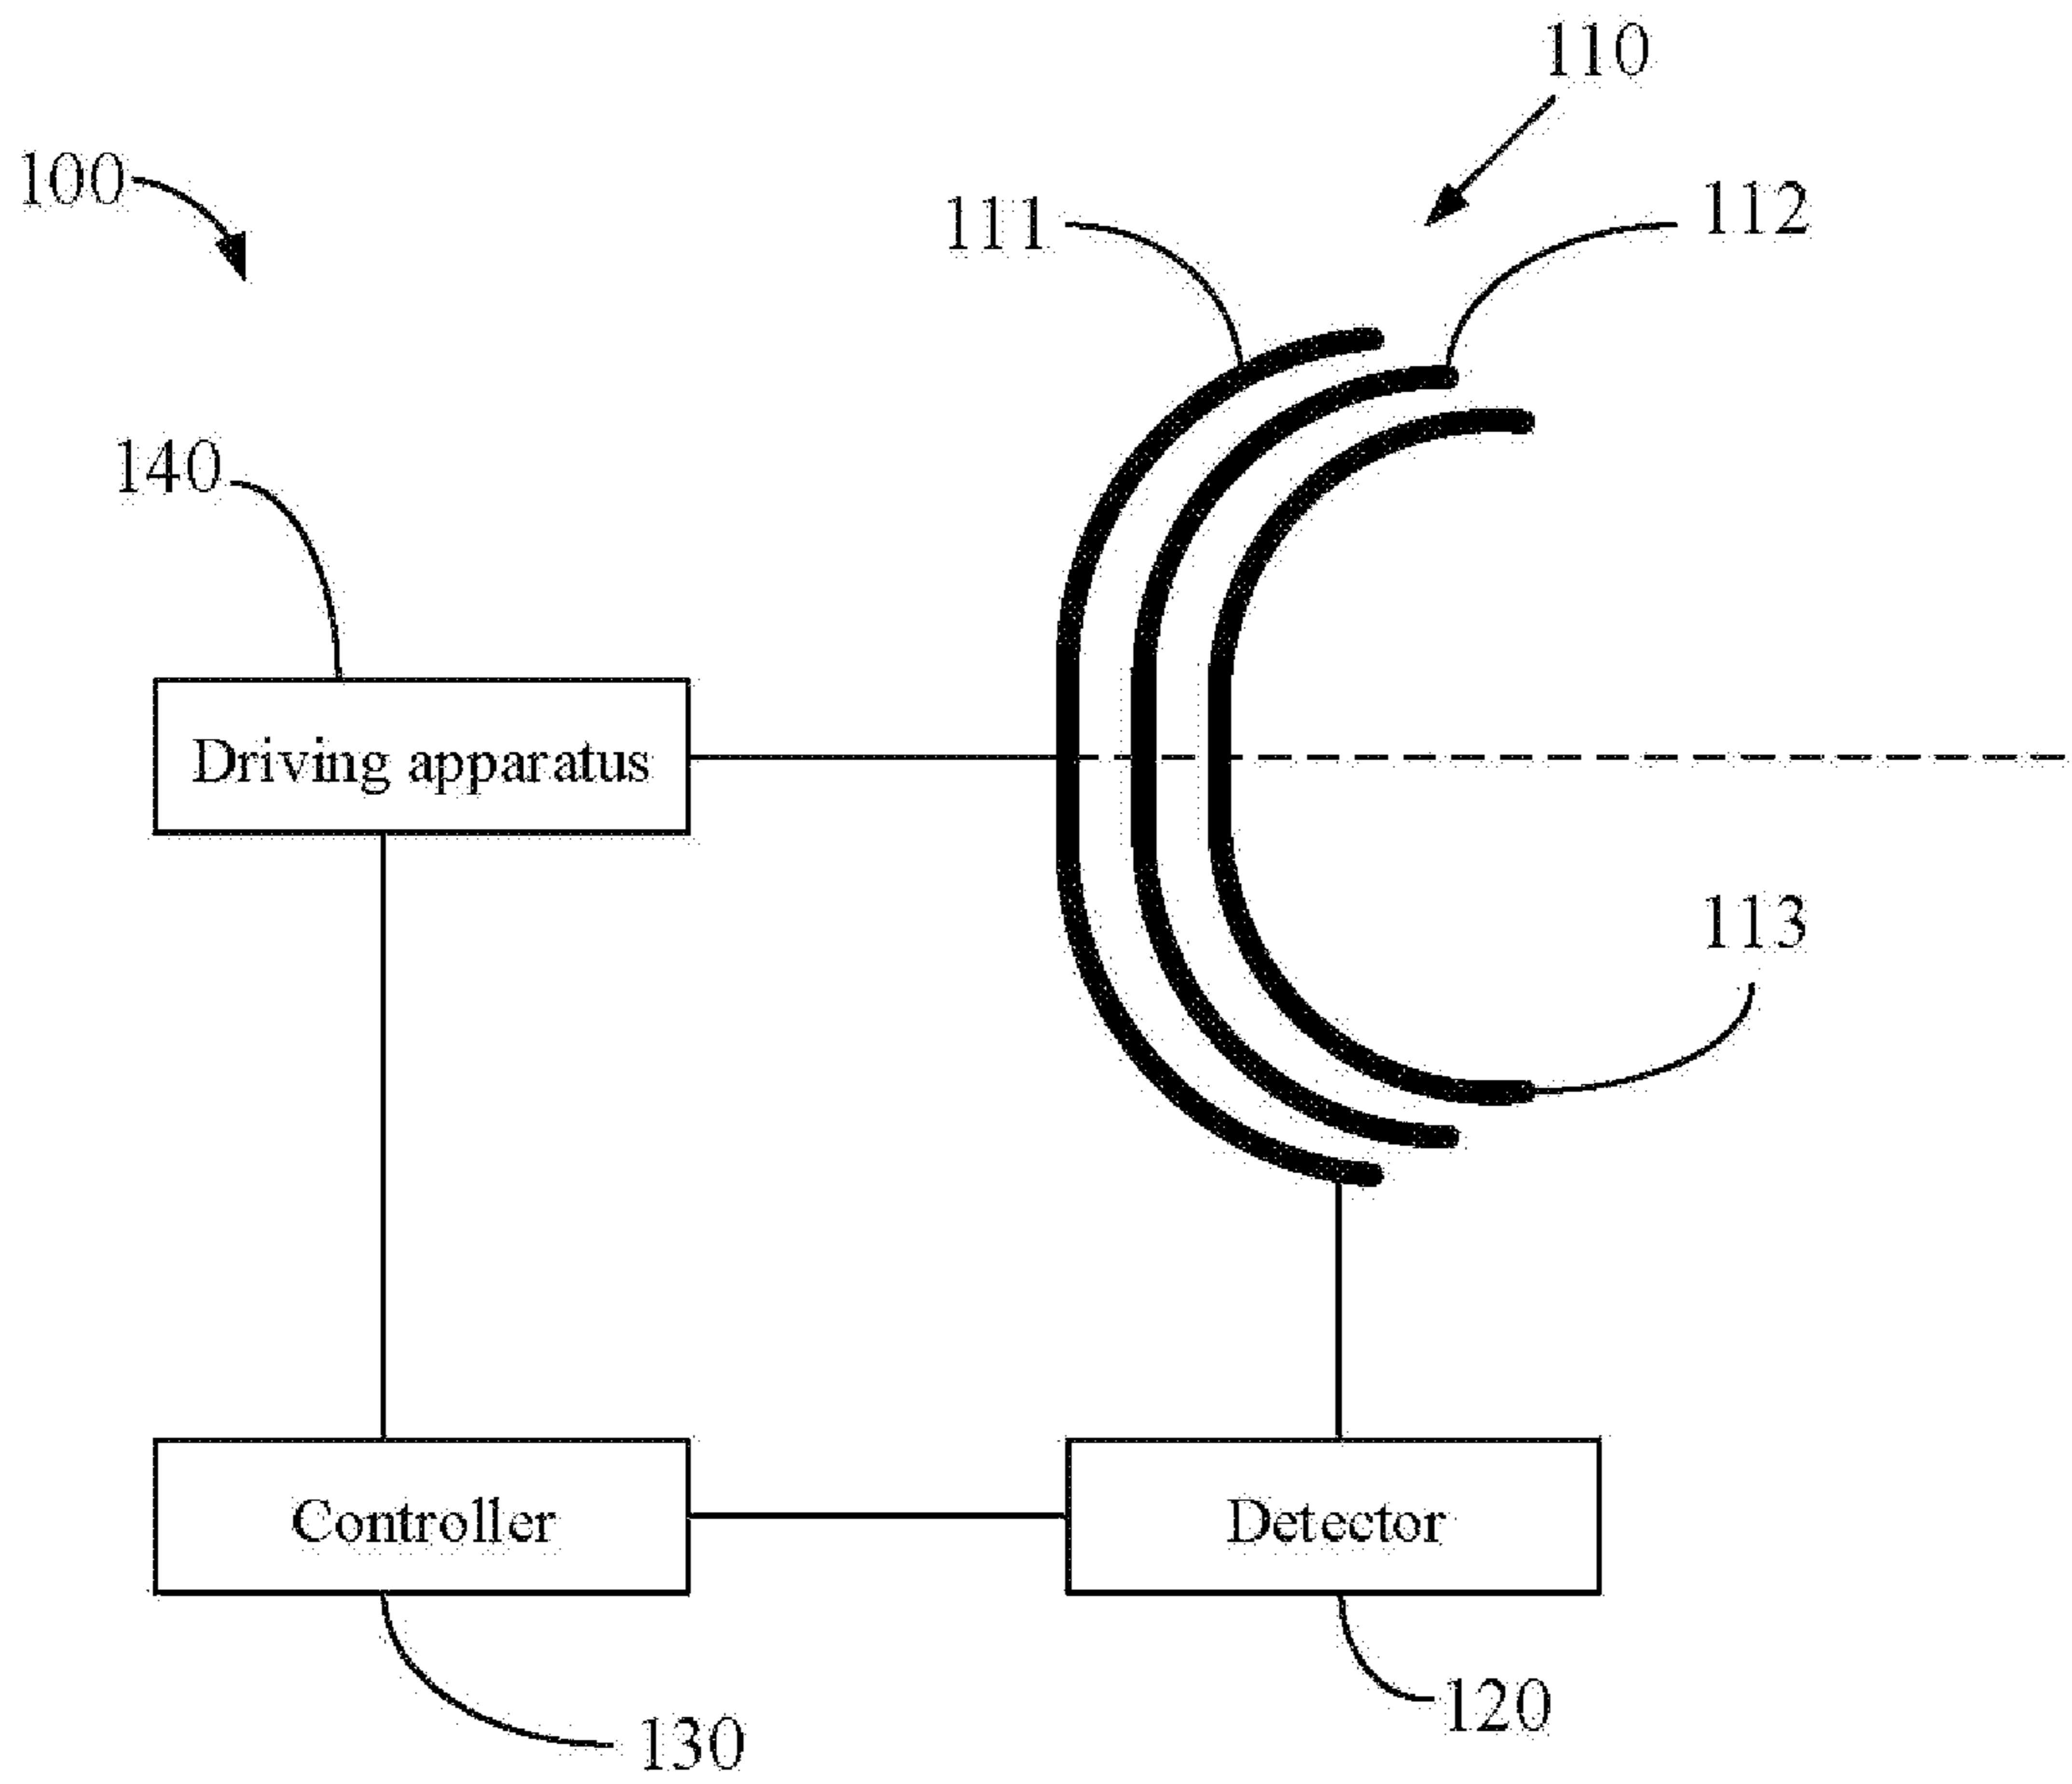 110
100
111
112
140
Driving apparatus
113
Controller
Detector
120
130